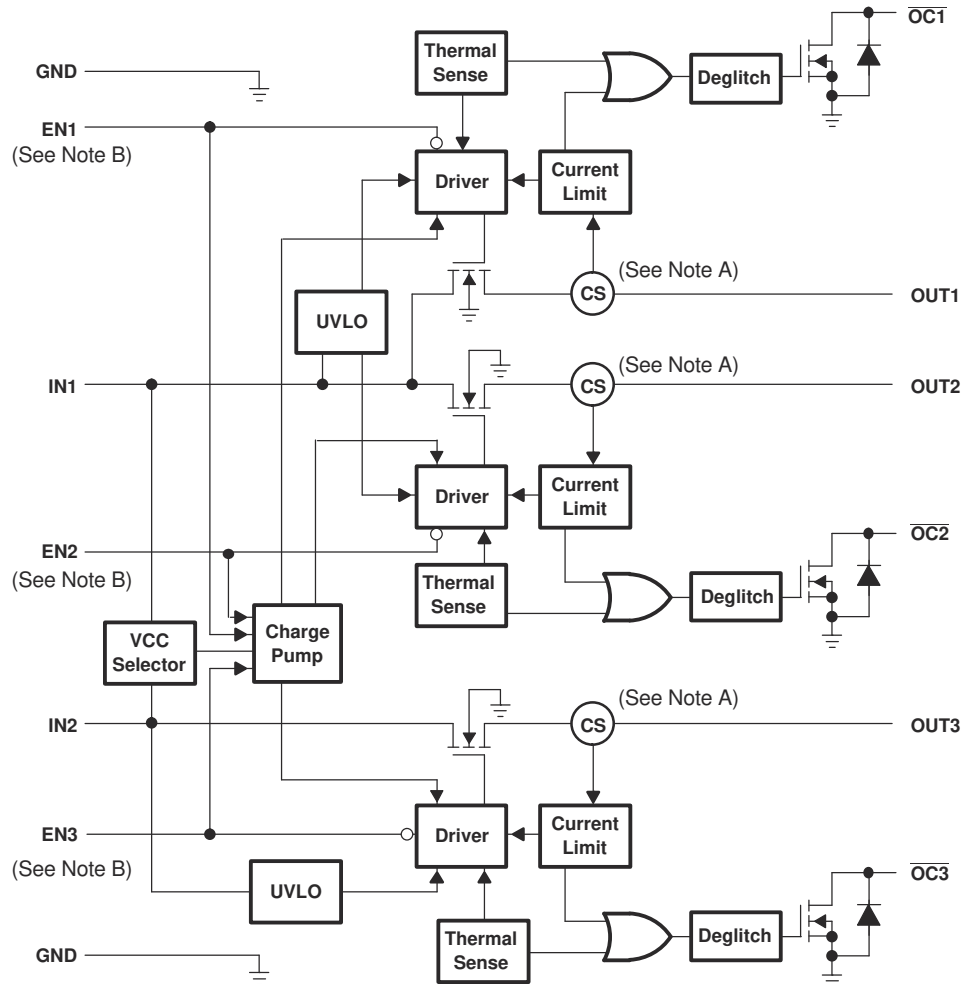 OC1
Thermal
Sense
GND
Deglitch
EN1
(See Note B)
Driver
Current
Limit
(See Note A)
CS
OUT1
UVLO
(See Note A)
IN1
CS
OUT2
Driver
Current
Limit
EN2
OC2
(See Note B)
Thermal
Sense
Deglitch
VCC
Selector
Charge
Pump
(See Note A)
IN2
CS
OUT3
EN3
Driver
Current
Limit
(See Note B)
OC3
UVLO
Thermal
Sense
Deglitch
GND